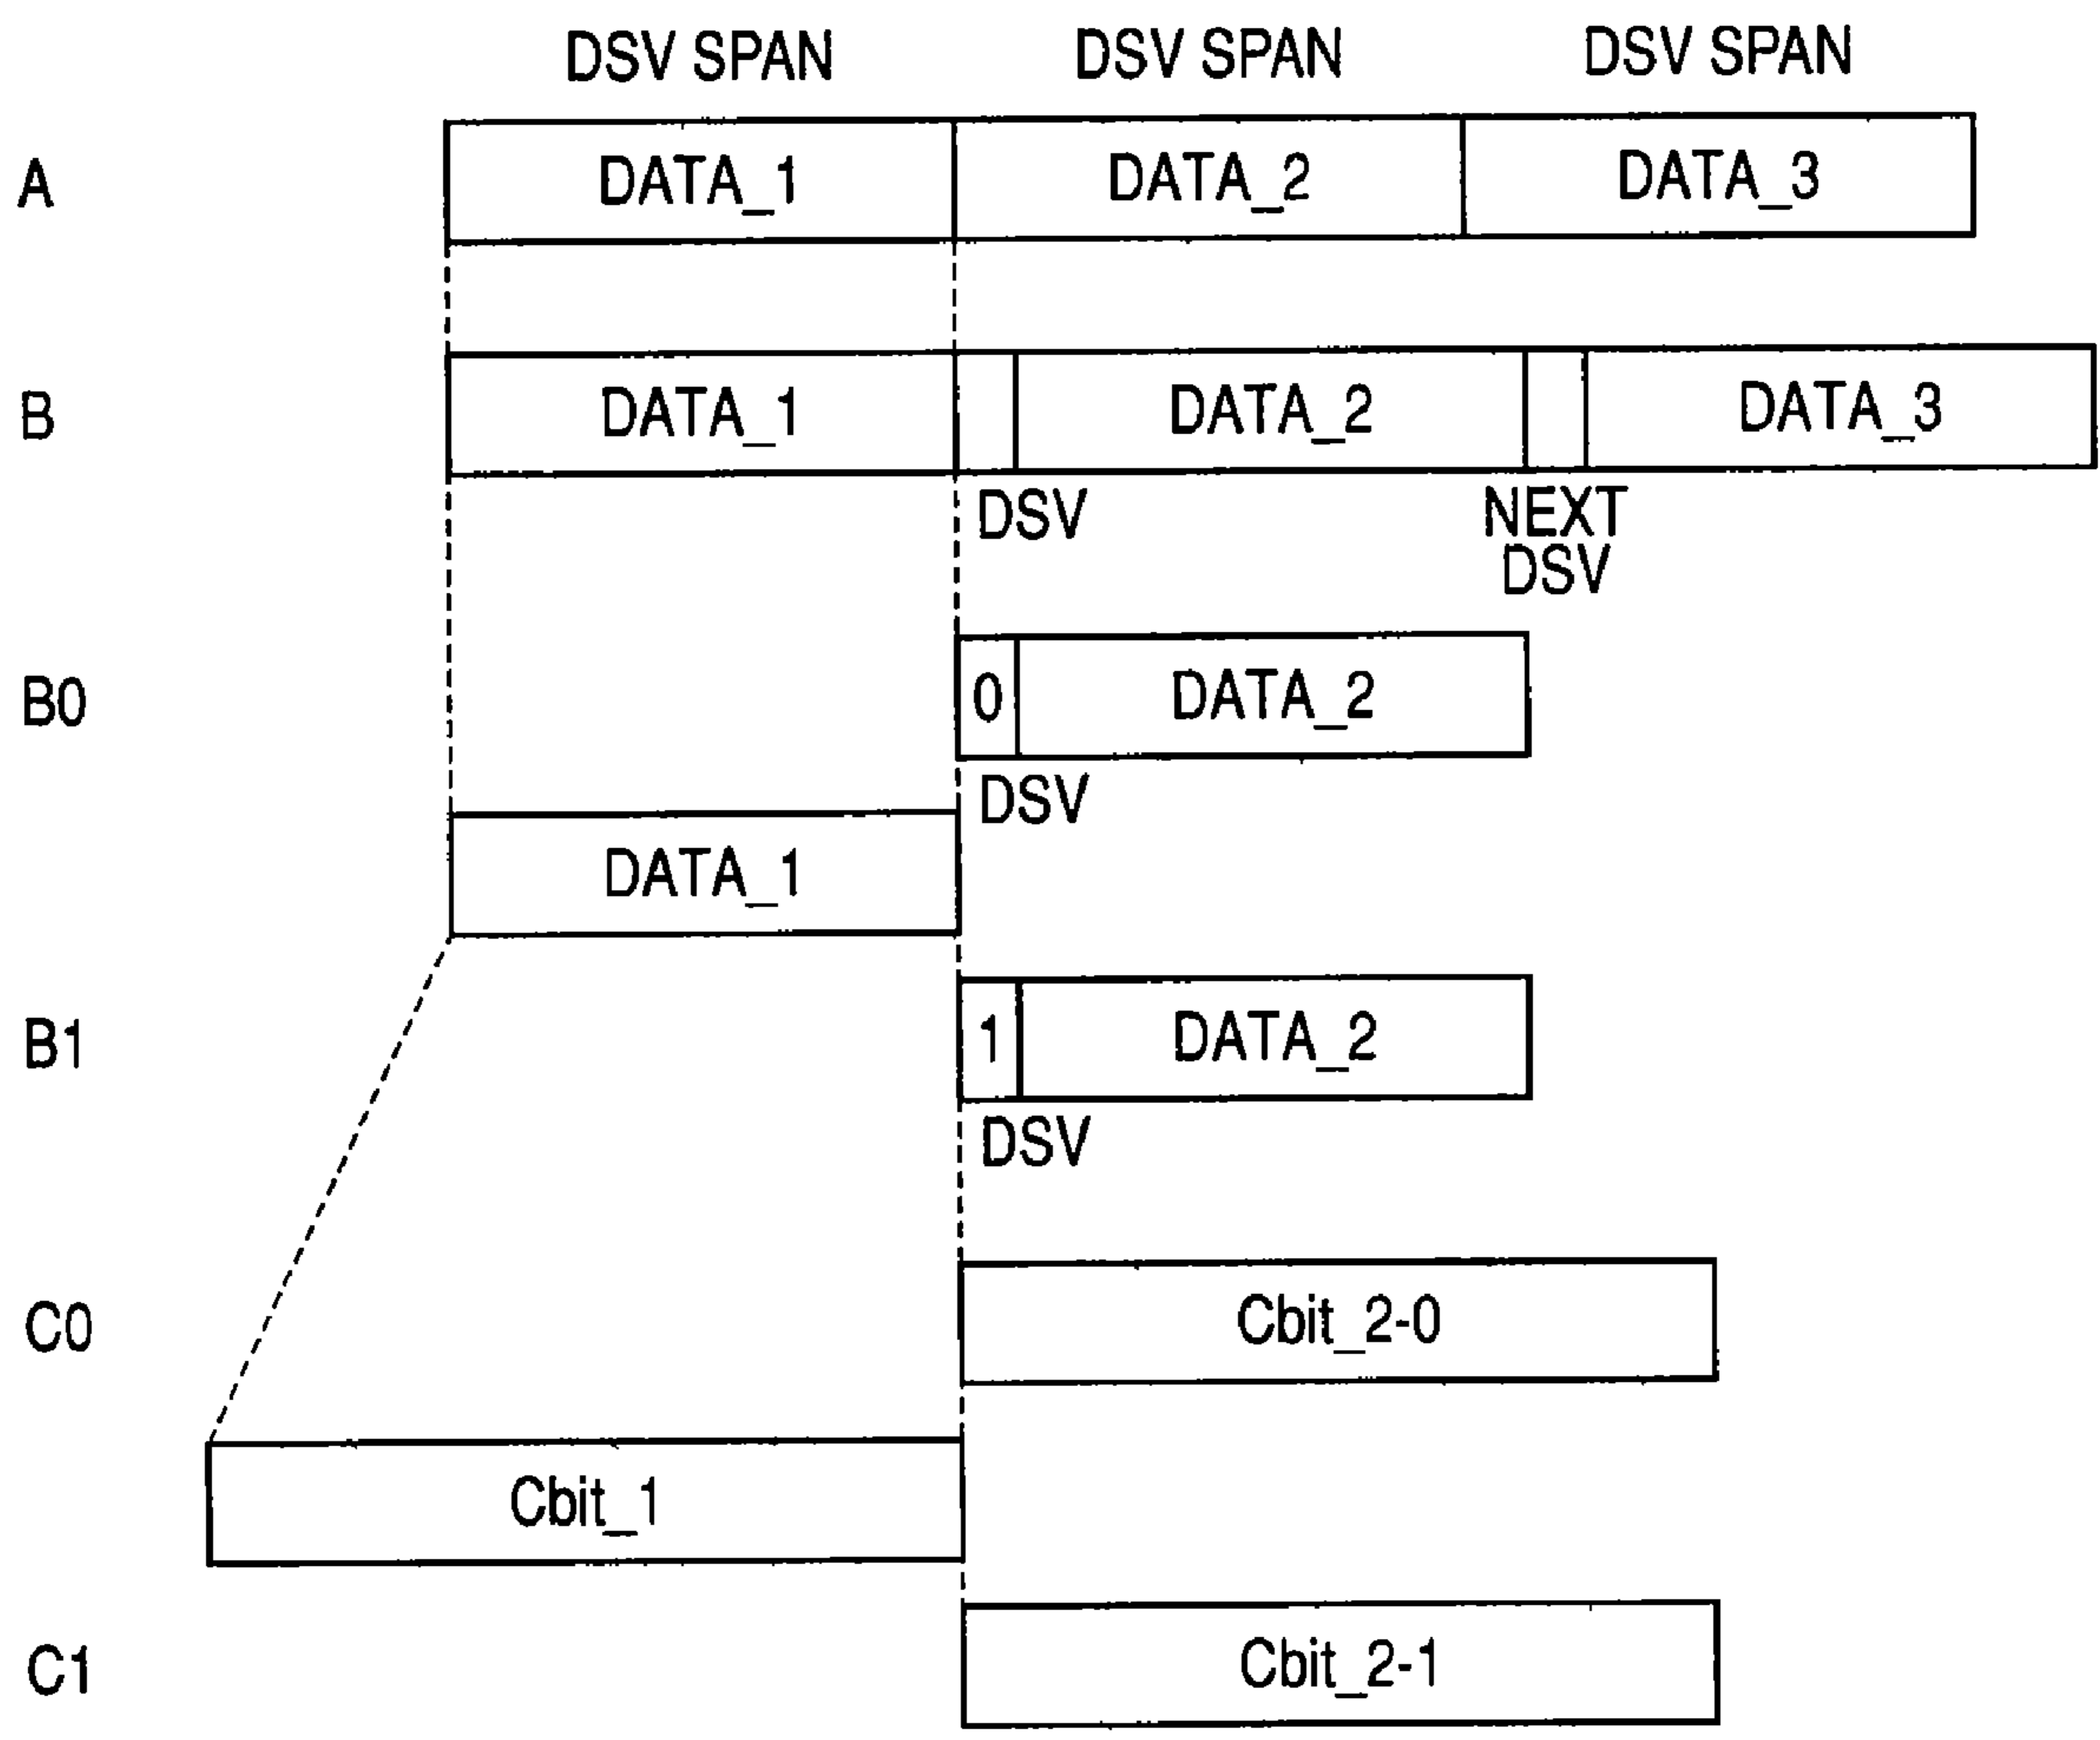 DSV SPAN DSV SPAN DSV SPAN
A DATA_1 DATA_2 DATA_3
B DATA_1 DATA_2 DATA_3
DSV NEXT
DSV
B0 0 DATA_2
DSV
DATA_1
B1 1 DATA_2
DSV
C0 Cbit_2-0
Cbit_1
C1 Cbit_2-1